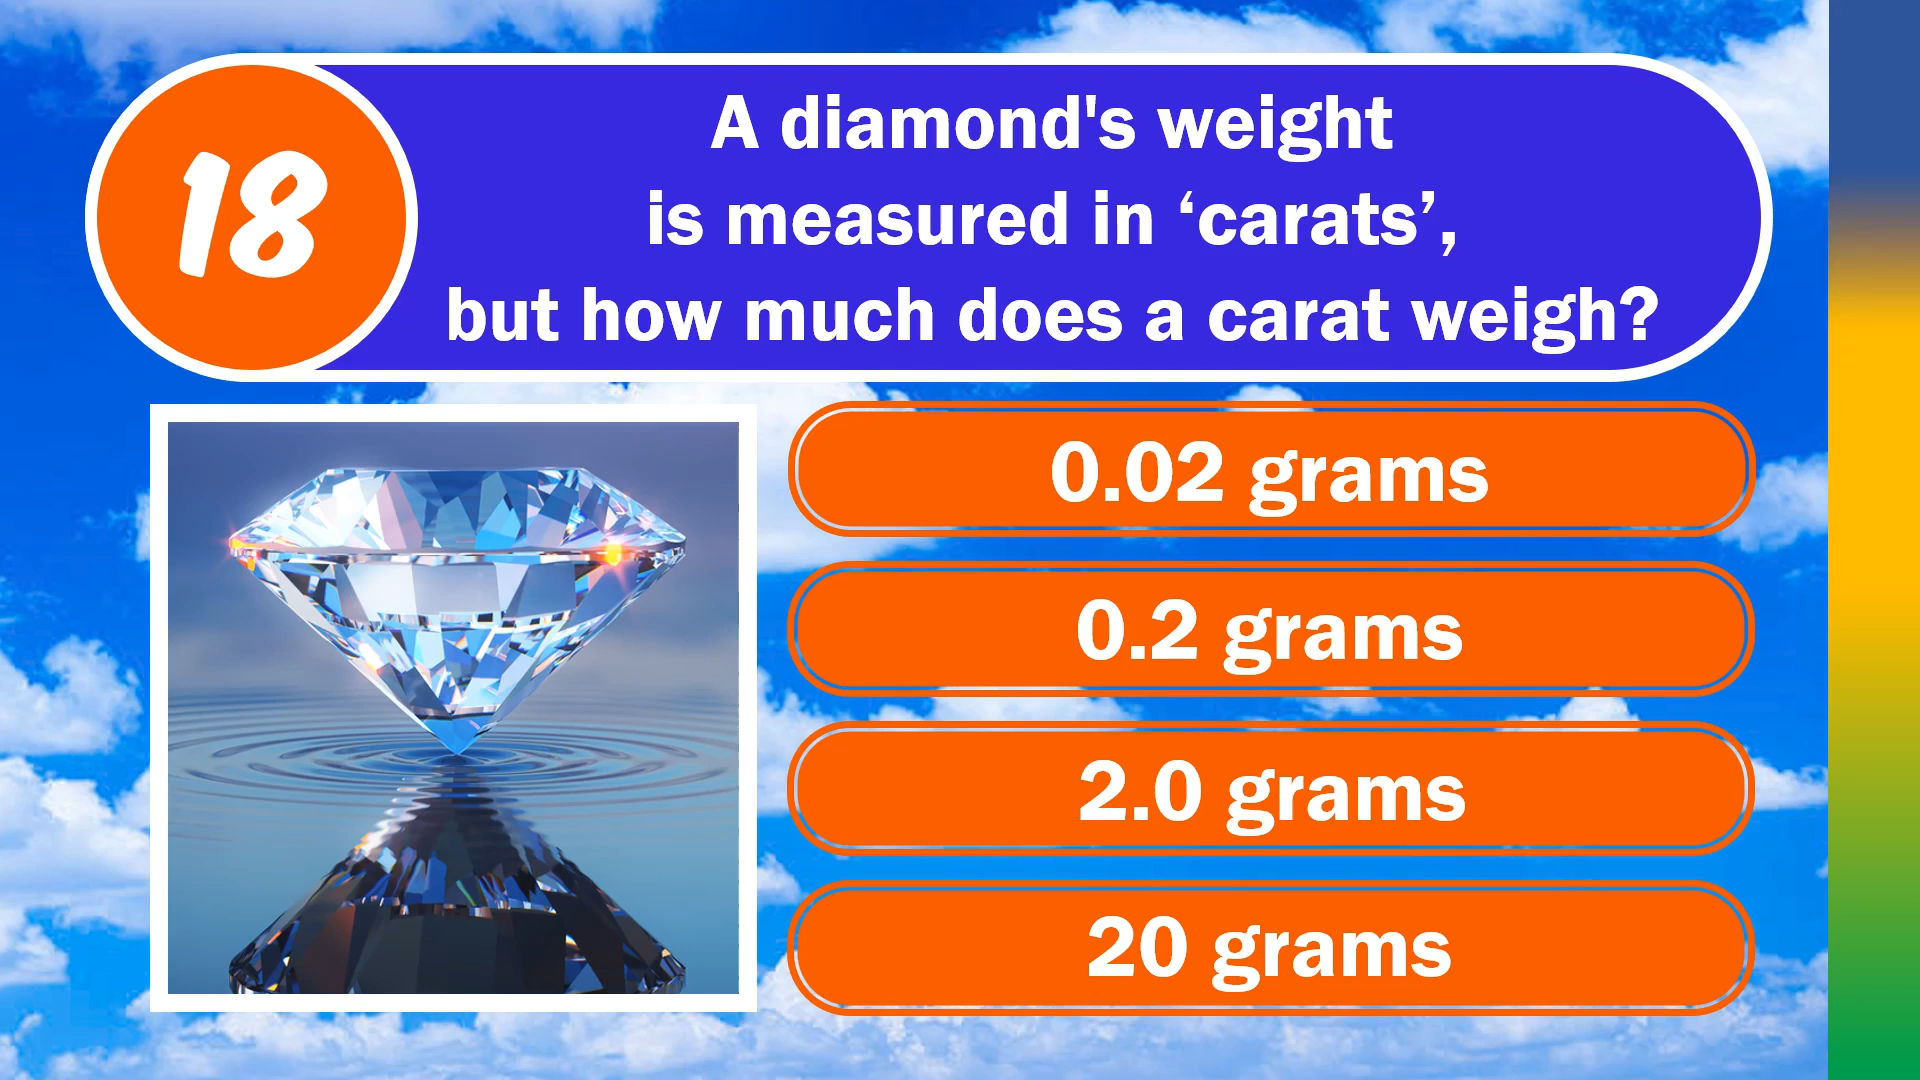 18
A diamond's weight
is measured in ‘carats’,
but how much does a carat weigh?
0.02 grams
0.2 grams
2.0 grams
20 grams